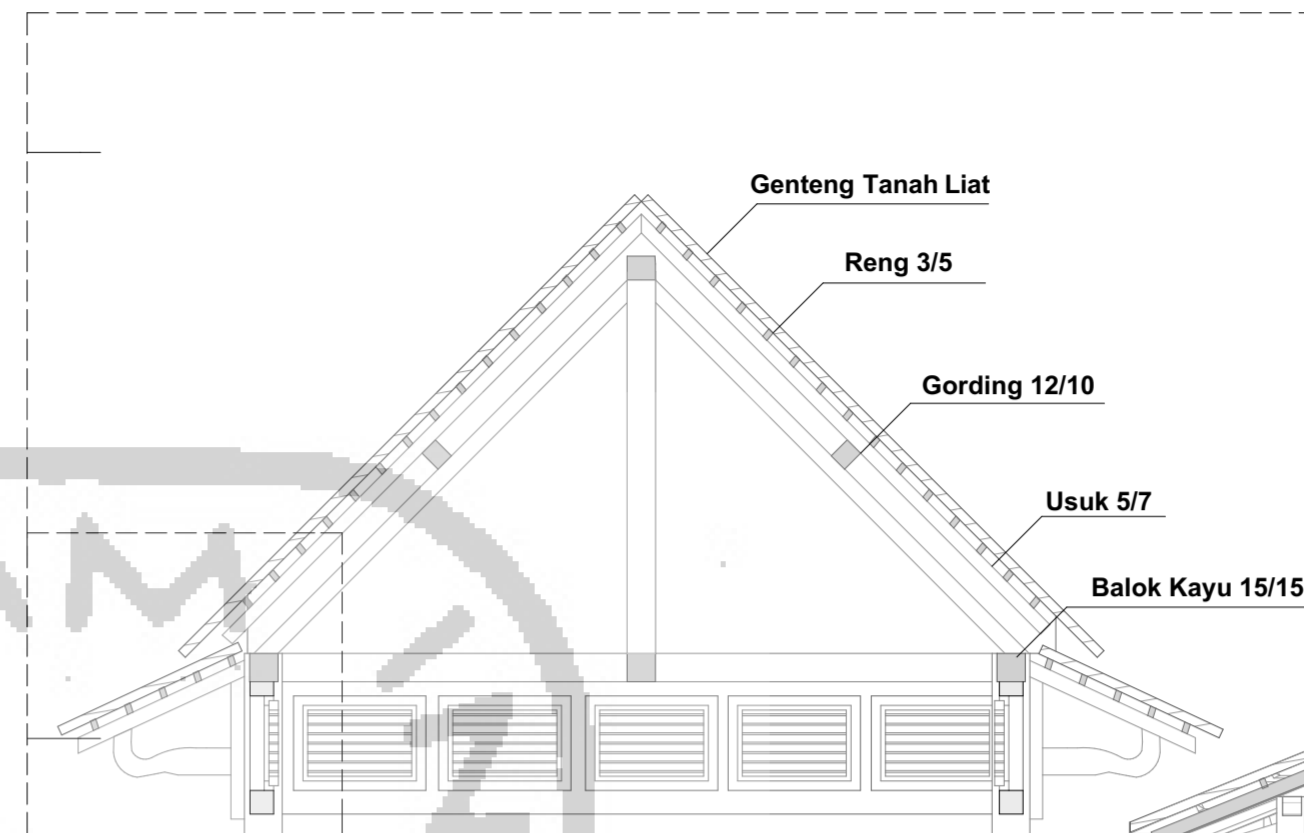 Genteng Tanah Liat
Reng 3/5
Gording 12/10
Usuk 5/7
Balok Kayu 15/15